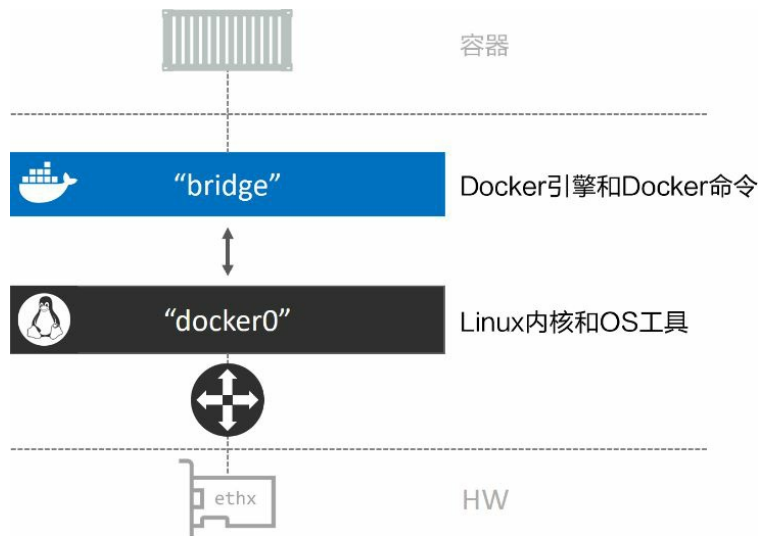 容器
“bridge”
Docker引擎和Docker命令
“docker0”
Linux内核和OS工具
ethx
HW